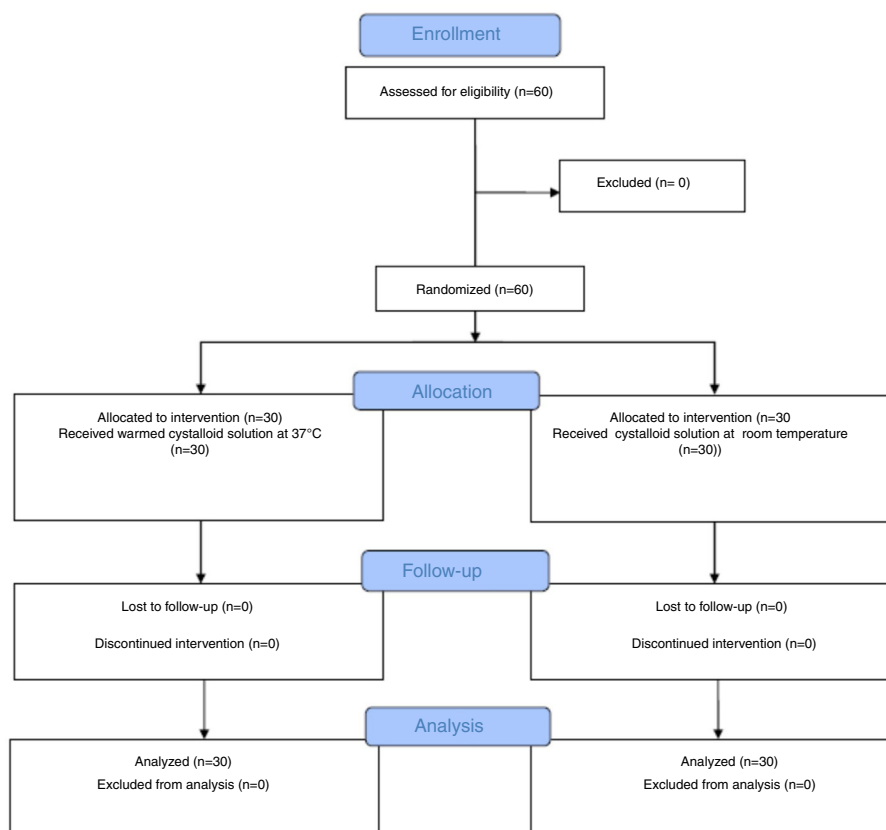 Enrollment
Assessed for eligibility (n=60)
Excluded (n= 0)
Randomized (n=60)
Allocation
Allocated to intervention (n=30)
Received warmed cystalloid solution at 37°C
(n=30)
Allocated to intervention (n=30
Received cystalloid solution at room temperature
(n=30))
Follow-up
Lost to follow-up (n=0)
Discontinued intervention (n=0)
Lost to follow-up (n=0)
Discontinued intervention (n=0)
Analysis
Analyzed (n=30)
Excluded from analysis (n=0)
Analyzed (n=30)
Excluded from analysis (n=0)